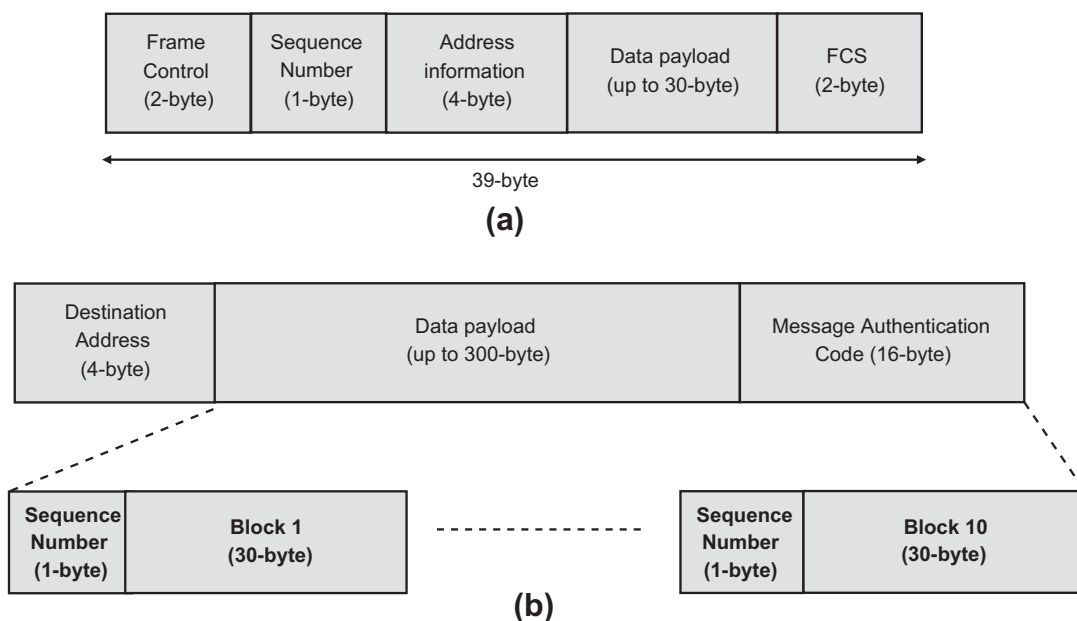 Frame
Control
(2-byte)
Sequence
Number
(1-byte)
Address
information
(4-byte)
Data payload
(up to 30-byte)
FCS
(2-byte)
39-byte
(a)
Destination
Address
(4-byte)
Data payload
(up to 300-byte)
Message Authentication
Code (16-byte)
Sequence
Number
(1-byte)
Block 1
(30-byte)
Sequence
Number
(1-byte)
Block 10
(30-byte)
(b)